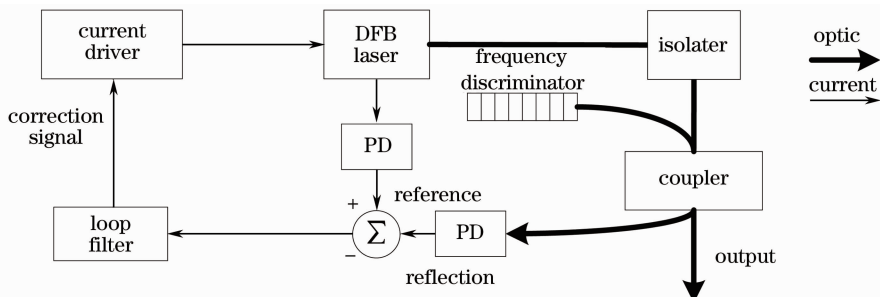 current
driver
DFB
laser
frequency
discriminator
isolater
optic
current
correction
signal
PD
reference
coupler
loop
filter
+
−
Σ
PD
reflection
output